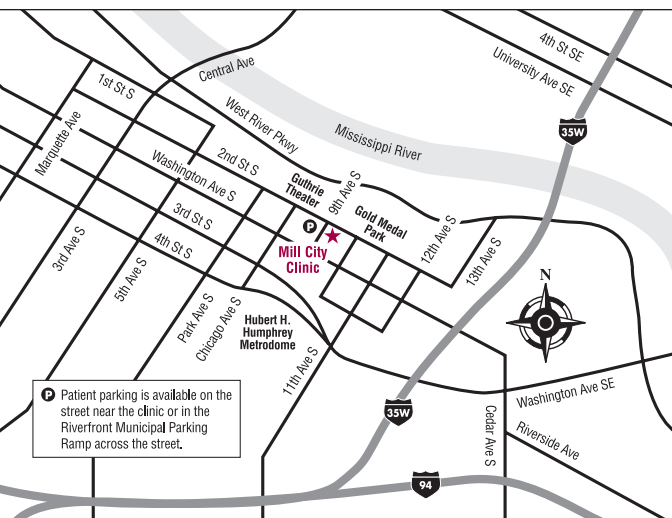 4th St SE
University Ave SE
Central Ave
1st St S
Marquette Ave
West River Pkwy
35W
Mississippi River
2nd St S
Washington Ave S
Guthrie
Theater
9th Ave S
Gold Medal
Park
12th Ave S
13th Ave S
P
Mill City
Clinic
3rd St S
4th St S
3rd Ave S
5th Ave S
Park Ave S
Chicago Ave S
Hubert H.
Humphrey
Metrodome
11th Ave S
N
P Patient parking is available on the
street near the clinic or in the
Riverfront Municipal Parking
Ramp across the street.
35W
Washington Ave SE
Cedar Ave S
Riverside Ave
94